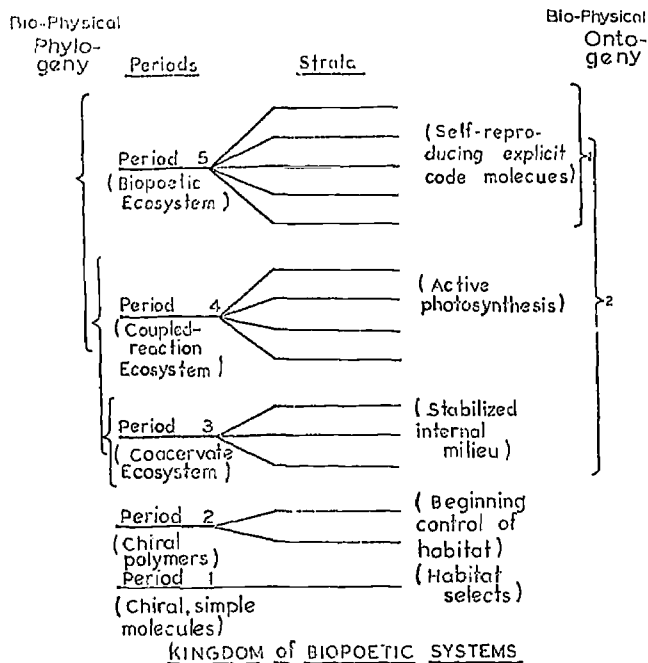 Bio-Physical
Phylo-
geny
Periods
Strata
Bio-Physical
Onto-
geny
Period 5
(Biopoetic
Ecosystem)
(Self-repro-
ducing explicit
code molecues)
1
Period 4
(Coupled-
reaction
Ecosystem)
(Active
photosynthesis)
2
Period 3
(Coacervate
Ecosystem)
(Stabilized
internal
milieu)
Period 2
(Chiral
polymers)
(Beginning
control of
habitat)
Period 1
(Chiral, simple
molecules)
(Habitat
selects)
KINGDOM of BIOPOETIC SYSTEMS